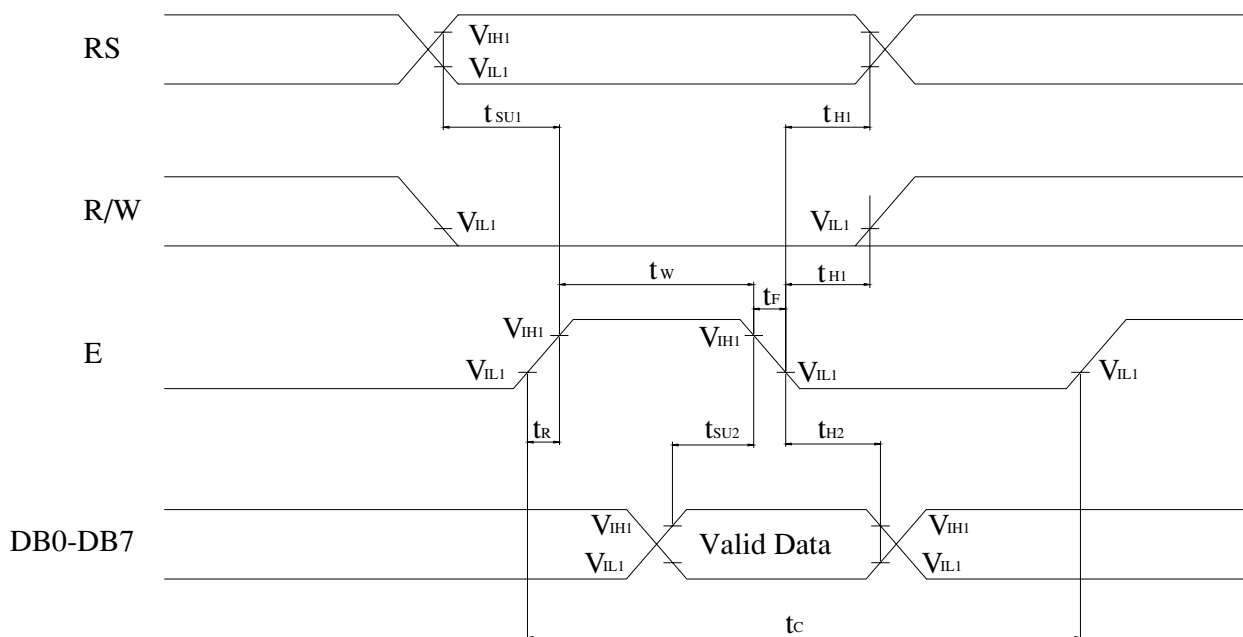 RS
VIH1
VIL1
tSU1
tH1
R/W
VIL1
VIL1
tW
tF
tH1
E
VIH1
VIH1
VIL1
VIL1
VIL1
tR
tSU2
tH2
DB0-DB7
VIH1
VIH1
Valid Data
VIL1
VIL1
tC